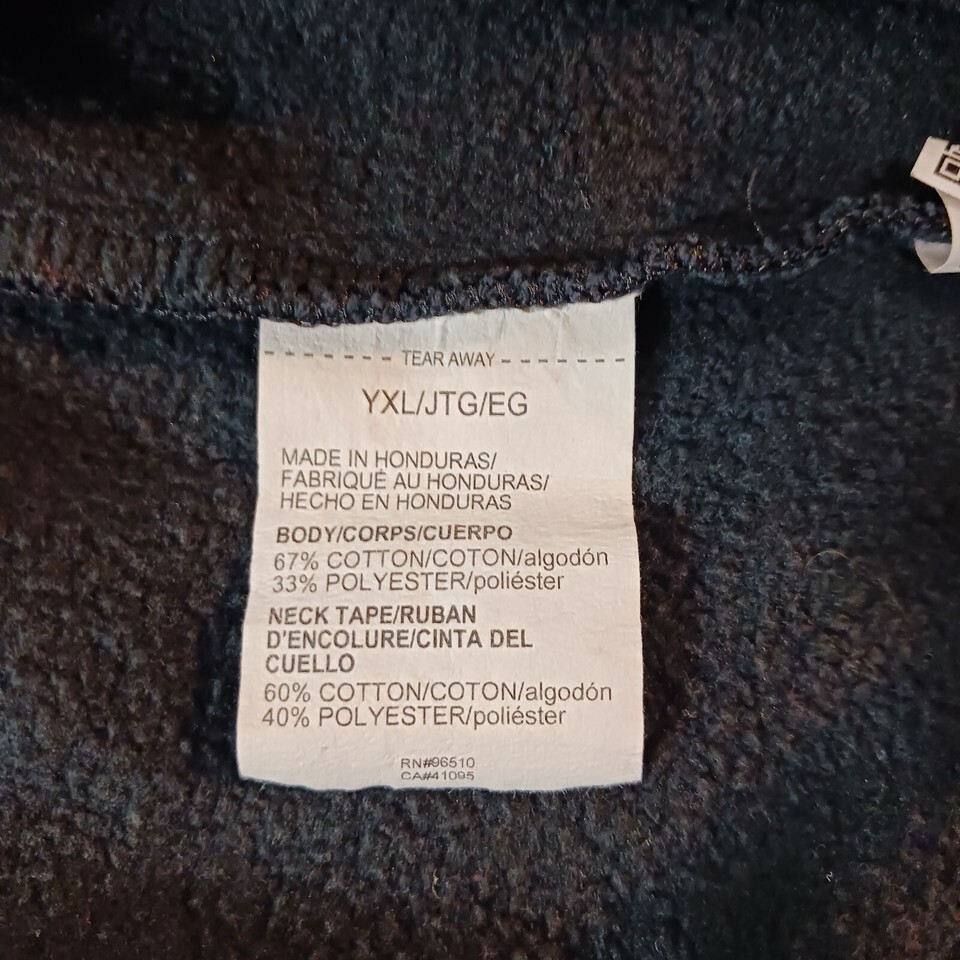 TEAR AWAY
YXL/JTG/EG
MADE IN HONDURAS/
FABRIQUÉ AU HONDURAS/
HECHO EN HONDURAS
BODY/CORPS/CUERPO
67% COTTON/COTON/algodón
33% POLYESTER/poliéster
NECK TAPE/RUBAN
D'ENCOLURE/CINTA DEL
CUELLO
60% COTTON/COTON/algodón
40% POLYESTER/poliéster
RN#96510
CA#41095